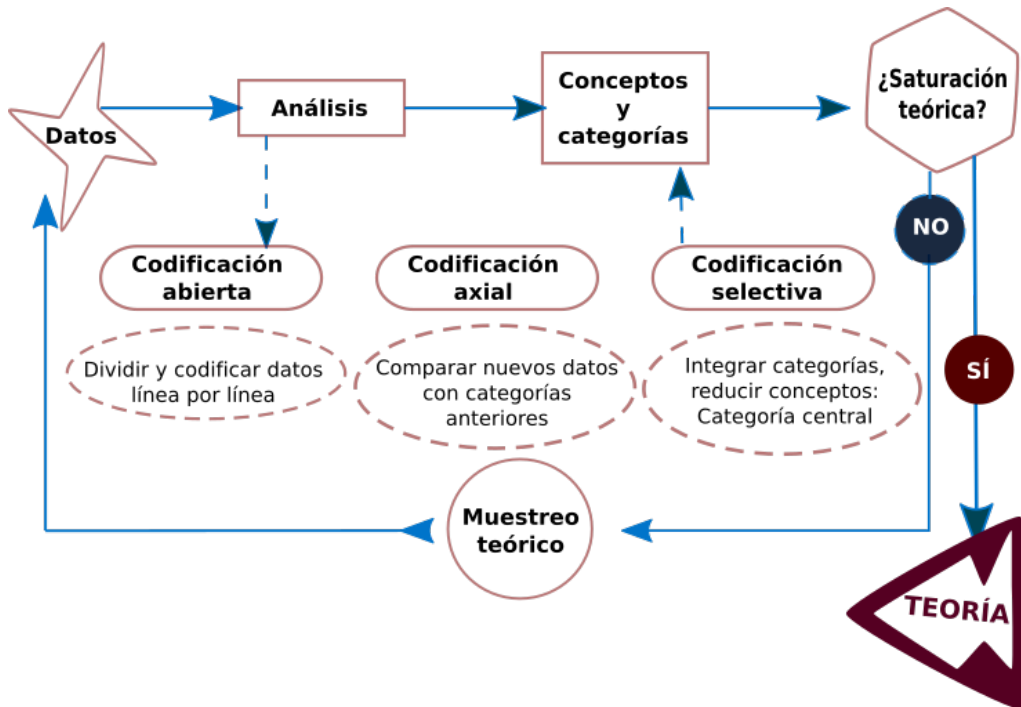 Datos
Análisis
Conceptos
y
categorías
¿Saturación
teórica?
NO
Codificación
abierta
Codificación
axial
Codificación
selectiva
Dividir y codificar datos
línea por línea
Comparar nuevos datos
con categorías
anteriores
Integrar categorías,
reducir conceptos:
Categoría central
SÍ
Muestreo
teórico
TEORÍA